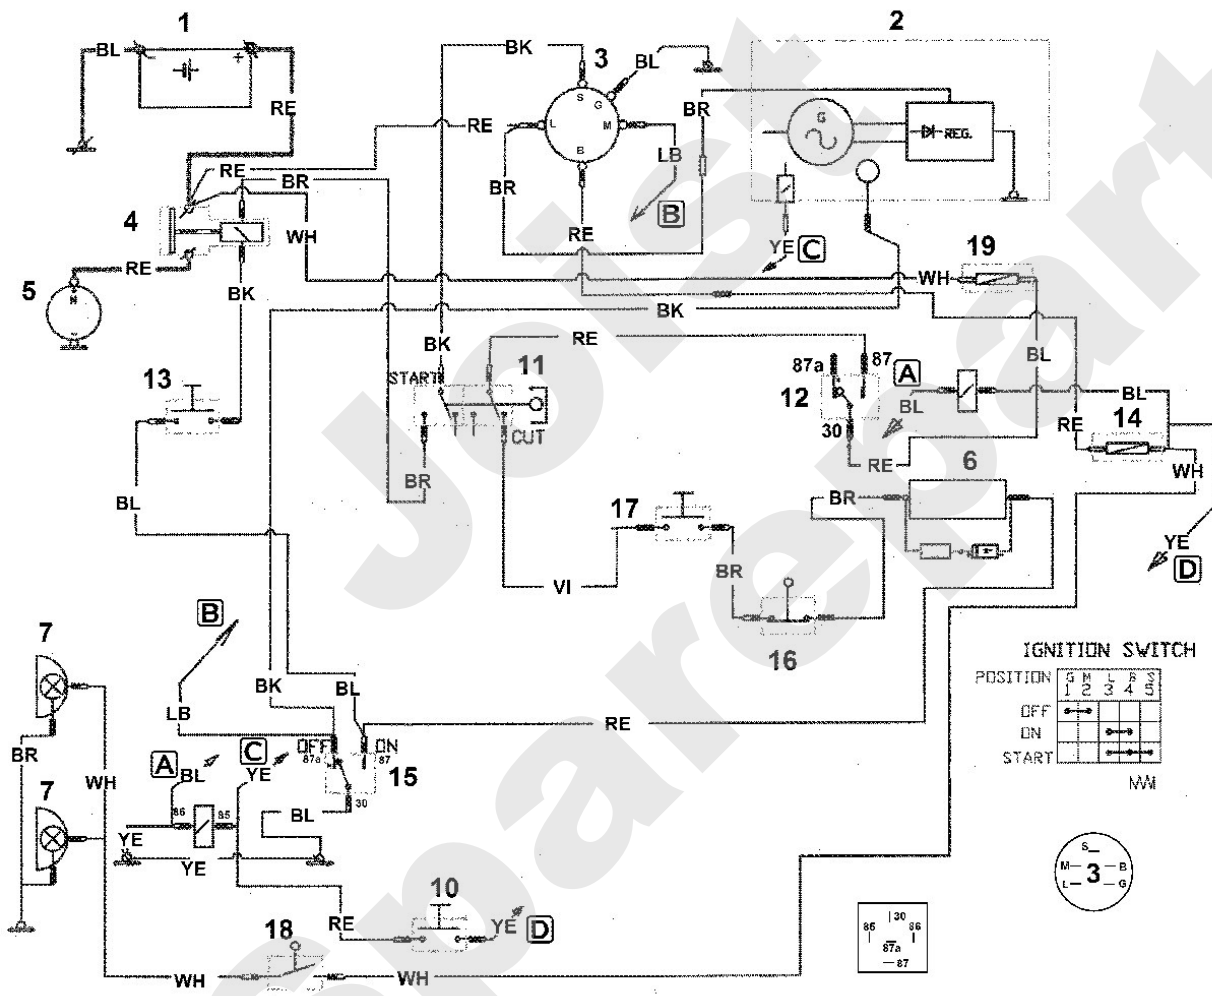 1
2
3
BL
BK
BL
S
G
L
M
B
G
REG.
RE
RE
BR
LB
RE
BR
BR
B
4
WH
RE
YE
C
19
WH
RE
5
M
BK
BK
RE
BK
BL
START
11
87a
87
A
12
13
BL
BL
CUT
30
RE
14
BR
RE
6
WH
BL
17
BR
BR
VI
YE
D
16
B
7
BK
BL
LB
RE
IGNITION SWITCH
POSITION
G M L B S
1 2 3 4 5
OFF
ON
START
BR
A
BL
C
YE
OFF
87a
ON
87
15
7
WH
86
85
30
BL
YE
YE
S
M
B
3
L
G
10
RE
YE
D
18
WH
WH
30
85
86
87a
87
Joist
sparepart